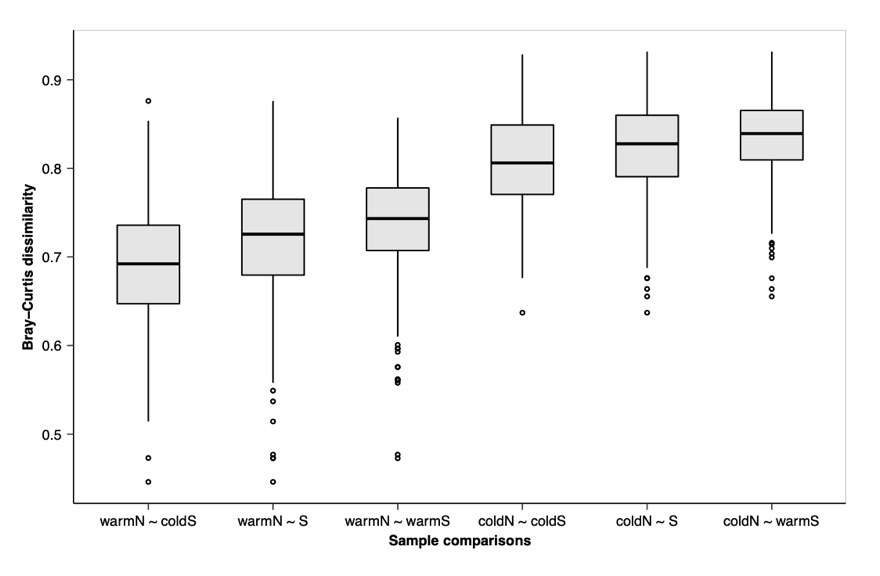 0.9
0.8
0.7
0.6
0.5
Bray–Curtis dissimilarity
warmN ~ coldS warmN ~ S warmN ~ warmS coldN ~ coldS coldN ~ S coldN ~ warmS
Sample comparisons